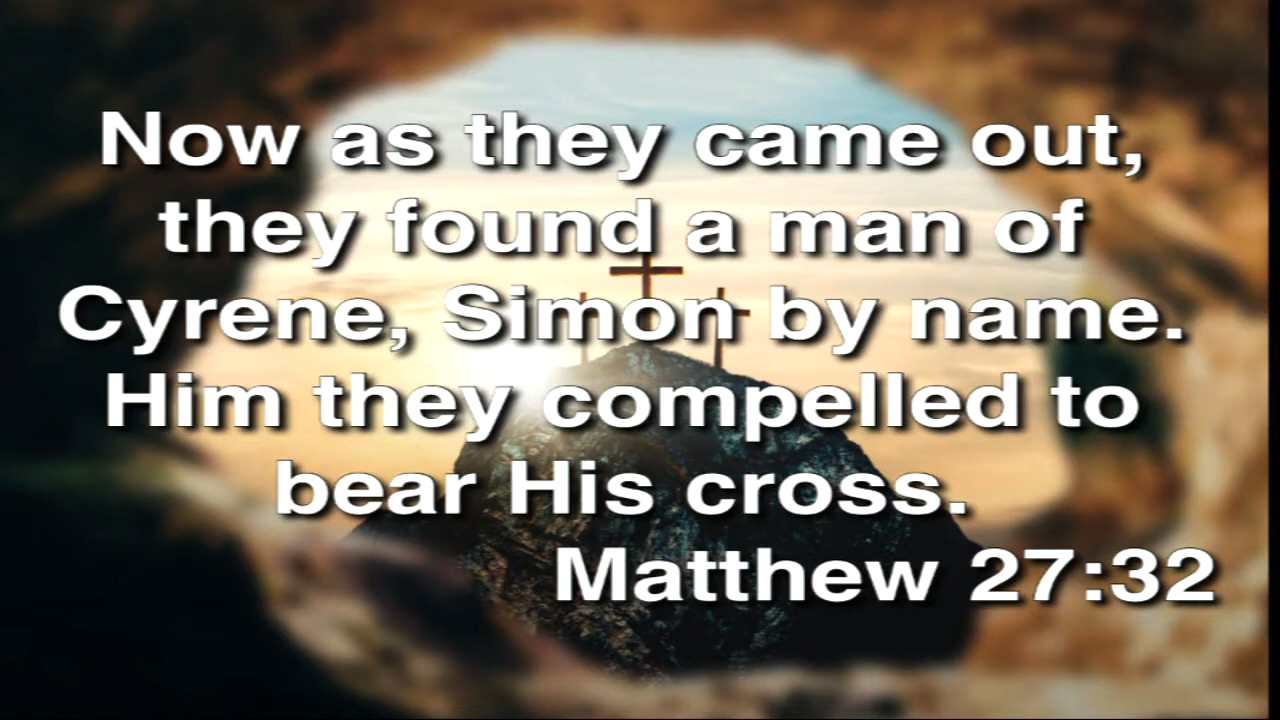 Now as they came out,
they found a man of
Cyrene, Simon by name.
Him they compelled to
bear His cross.
Matthew 27:32